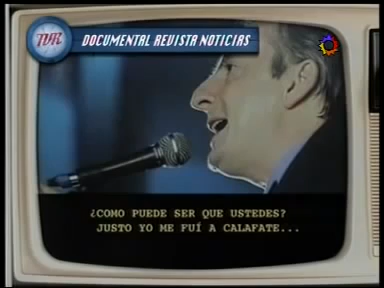 TVR
DOCUMENTAL REVISTA NOTICIAS
¿COMO PUEDE SER QUE USTEDES?
JUSTO YO ME FUÍ A CALAFATE...